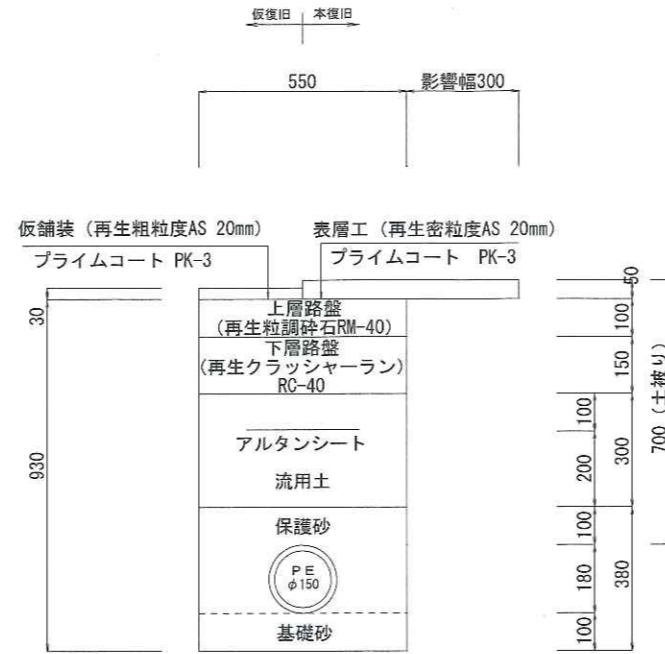 仮復旧 本復旧
550 影響幅300
仮舗装（再生粗粒度AS 20mm） 表層工（再生密粒度AS 20mm）
プライムコート PK-3 プライムコート PK-3
50
30
上層路盤
（再生粒調砕石RM-40）
100
下層路盤
（再生クラッシャーラン）
RC-40
150
700（土被り）
100
アルタンシート
930
流用土
200
300
保護砂
100
PE
φ150
180
380
基礎砂
100